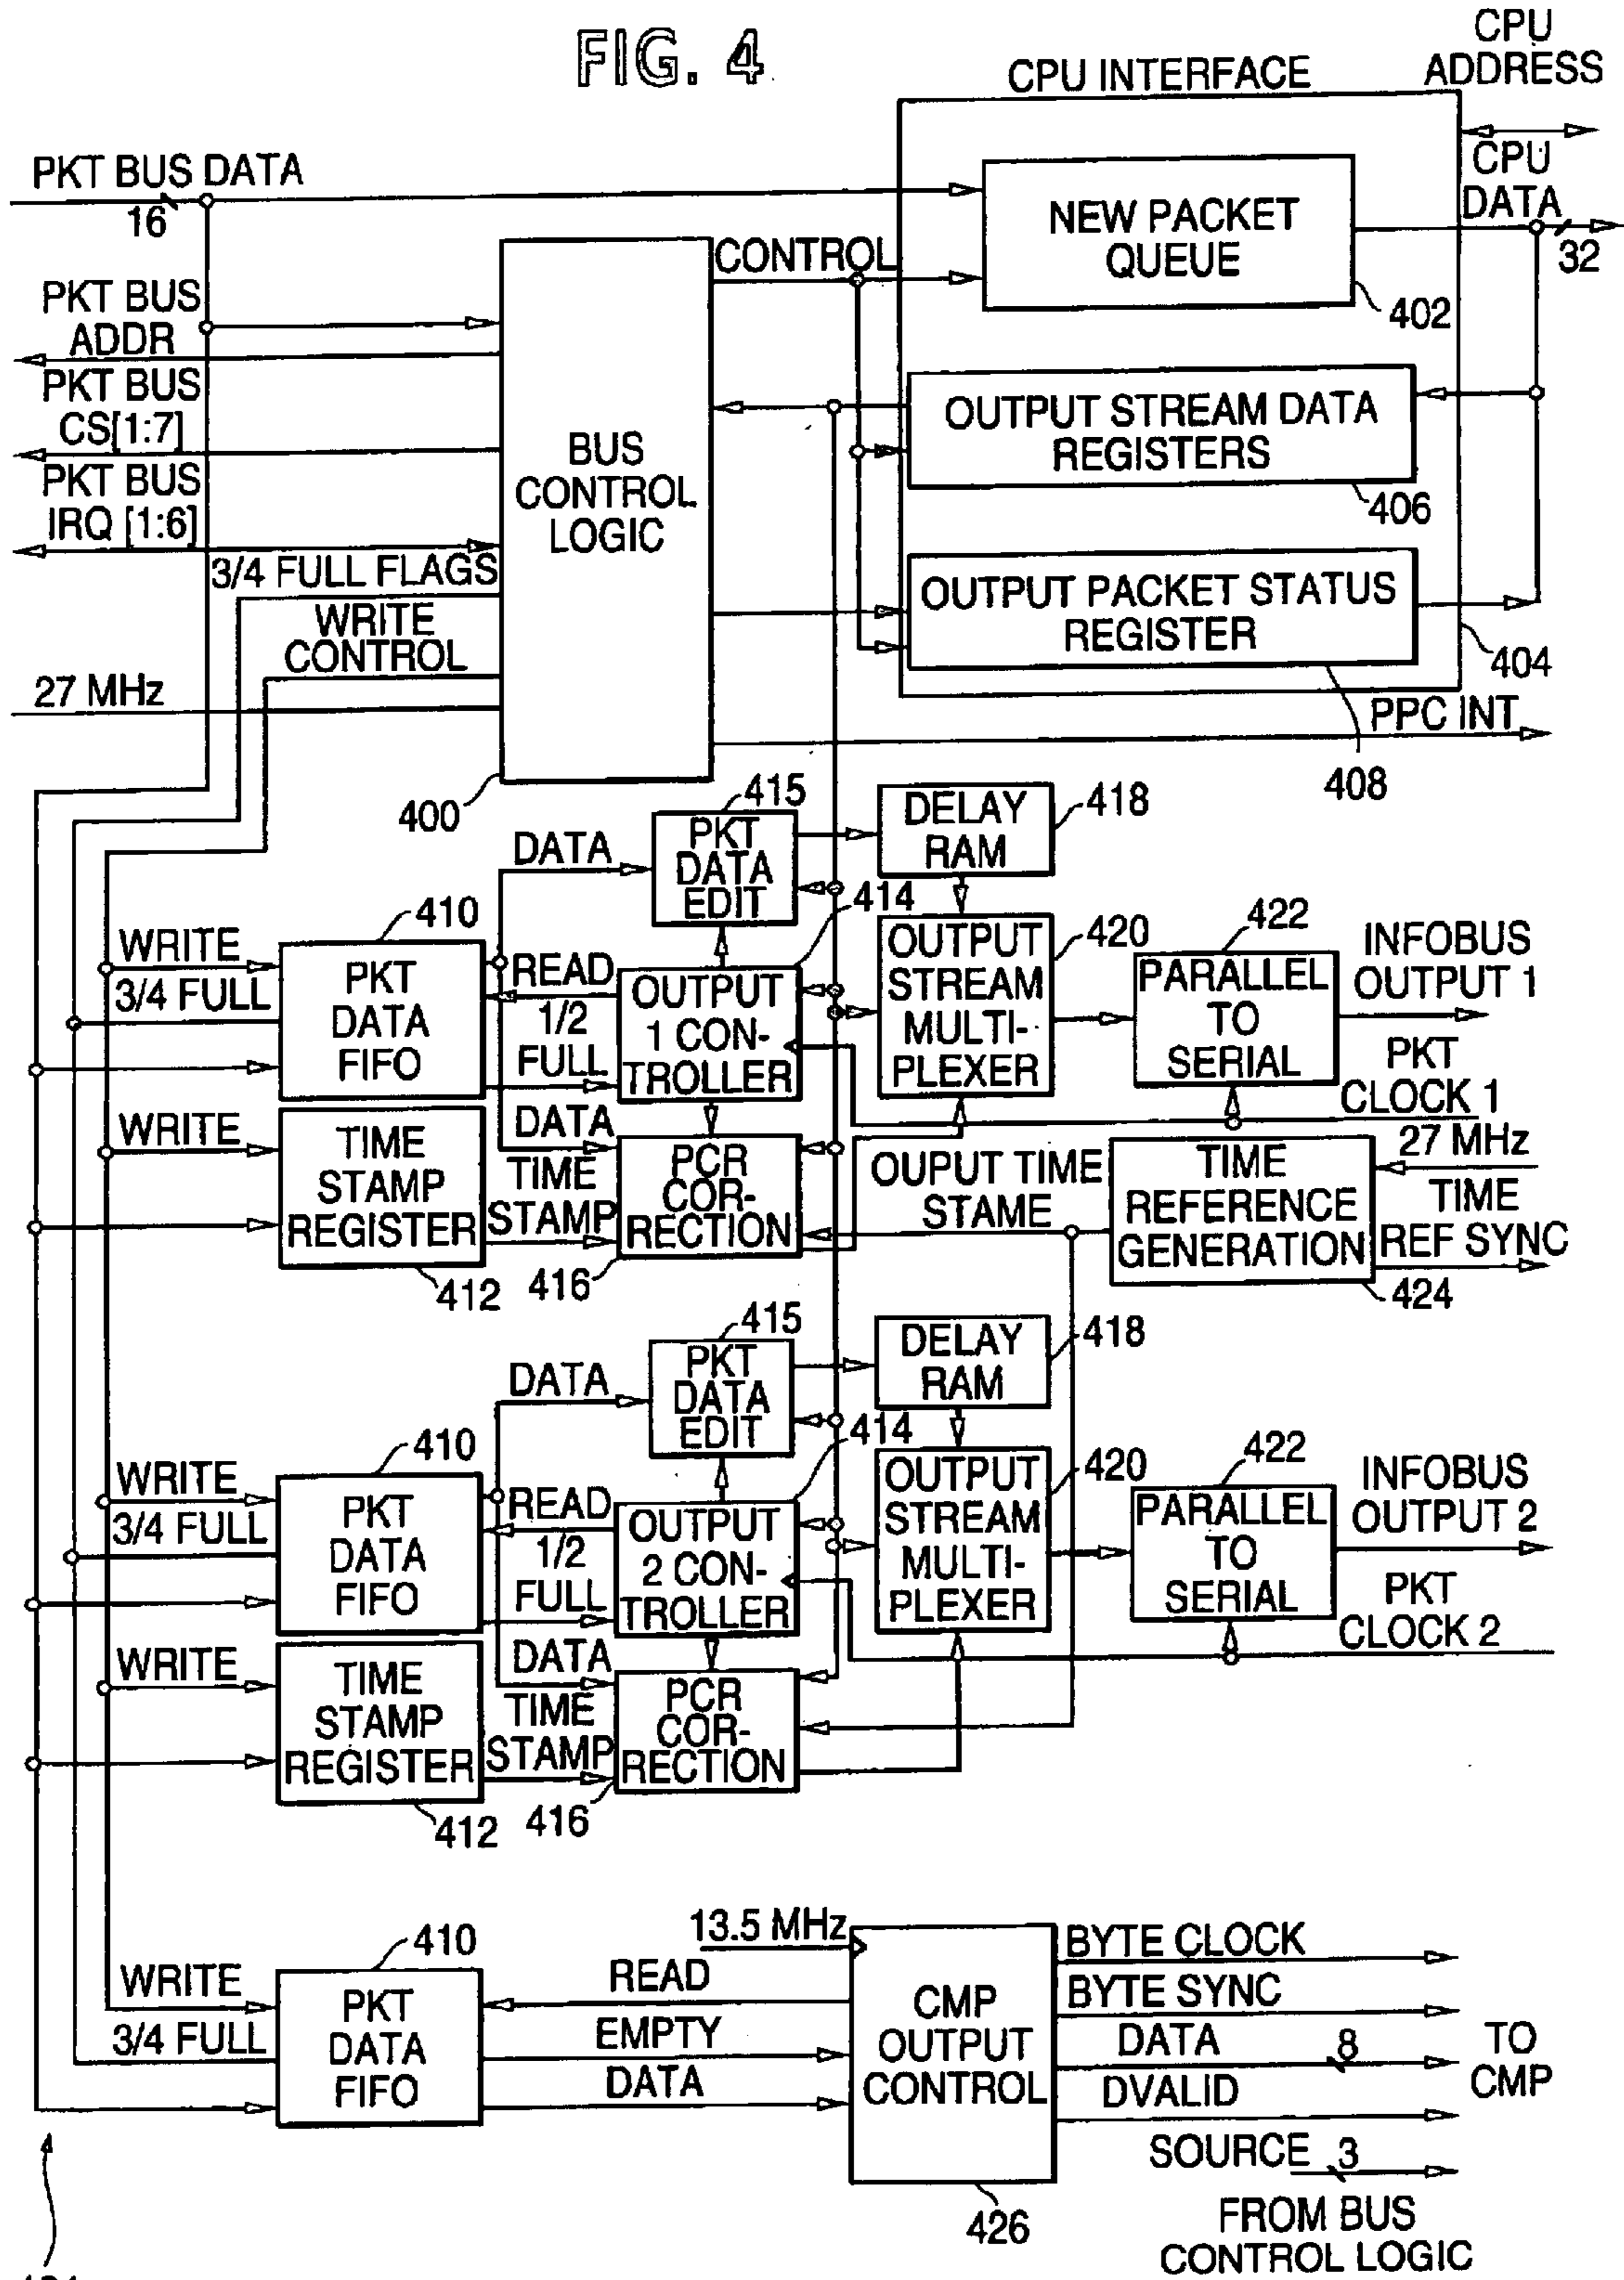 FIG. 4
CPU INTERFACE
CPU
ADDRESS
PKT BUS DATA
16
CPU
DATA
32
NEW PACKET
QUEUE
402
CONTROL
PKT BUS
ADDR
PKT BUS
CS[1:7]
PKT BUS
IRQ [1:6]
BUS
CONTROL
LOGIC
OUTPUT STREAM DATA
REGISTERS
406
3/4 FULL FLAGS
WRITE
CONTROL
OUTPUT PACKET STATUS
REGISTER
404
27 MHz
PPC INT
408
400
415
PKT
DATA
EDIT
DELAY
RAM
418
DATA
414
410
WRITE
3/4 FULL
PKT
DATA
FIFO
READ
1/2
FULL
OUTPUT
1 CON-
TROLLER
OUTPUT
STREAM
MULTI-
PLEXER
420
422
PARALLEL
TO
SERIAL
INFOBUS
OUTPUT 1
PKT
CLOCK 1
WRITE
TIME
STAMP
REGISTER
412
DATA
TIME
STAMP
PCR
COR-
RECTION
416
OUPUT TIME
STAME
TIME
REFERENCE
GENERATION
27 MHz
TIME
REF SYNC
424
415
PKT
DATA
EDIT
DELAY
RAM
418
DATA
414
410
WRITE
3/4 FULL
PKT
DATA
FIFO
READ
1/2
FULL
OUTPUT
2 CON-
TROLLER
OUTPUT
STREAM
MULTI-
PLEXER
420
422
PARALLEL
TO
SERIAL
INFOBUS
OUTPUT 2
PKT
CLOCK 2
WRITE
TIME
STAMP
REGISTER
412
DATA
TIME
STAMP
PCR
COR-
RECTION
416
410
WRITE
3/4 FULL
PKT
DATA
FIFO
13.5 MHz
READ
EMPTY
DATA
CMP
OUTPUT
CONTROL
426
BYTE CLOCK
BYTE SYNC
DATA
8
DVALID
TO
CMP
SOURCE
3
FROM BUS
CONTROL LOGIC